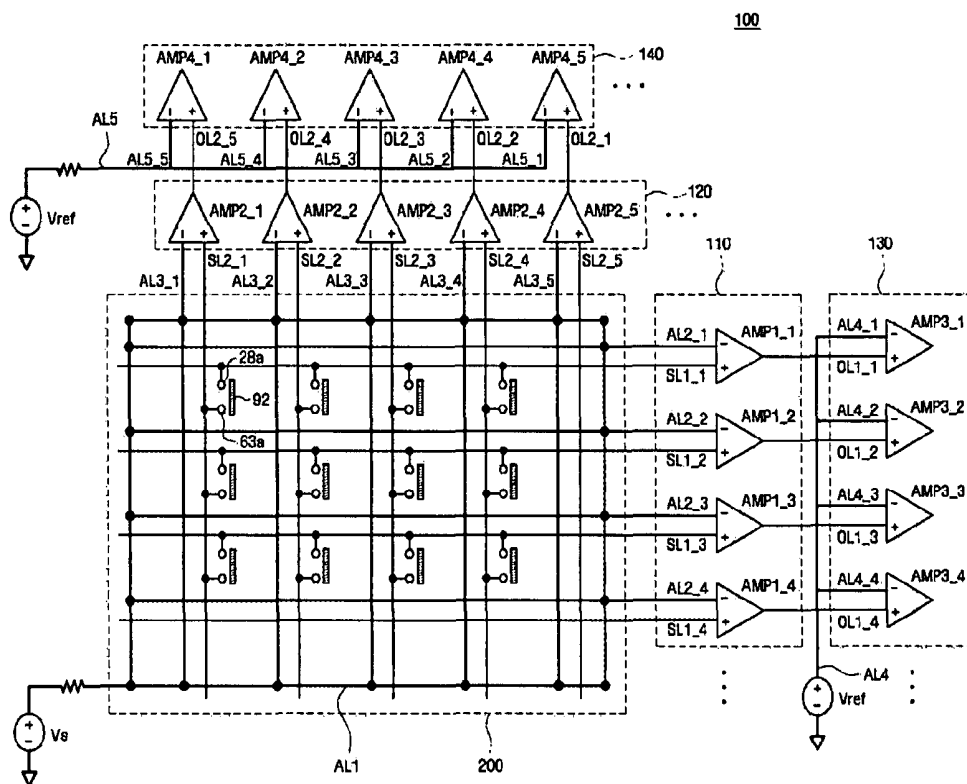 100
AMP4_1 AMP4_2 AMP4_3 AMP4_4 AMP4_5 140
AL5 OL2_5 OL2_4 OL2_3 OL2_2 OL2_1
AL5_5 AL5_4 AL5_3 AL5_2 AL5_1
120
Vref AMP2_1 AMP2_2 AMP2_3 AMP2_4 AMP2_5
SL2_1 SL2_2 SL2_3 SL2_4 SL2_5 110 130
AL3_1 AL3_2 AL3_3 AL3_4 AL3_5
AL2_1 AMP1_1 AL4_1 AMP3_1
28a SL1_1 OL1_1
92
63a AL2_2 AMP1_2 AL4_2 AMP3_2
SL1_2 OL1_2
AL2_3 AMP1_3 AL4_3 AMP3_3
SL1_3 OL1_3
AL2_4 AMP1_4 AL4_4 AMP3_4
SL1_4 OL1_4
AL4
Vs Vref
AL1 200